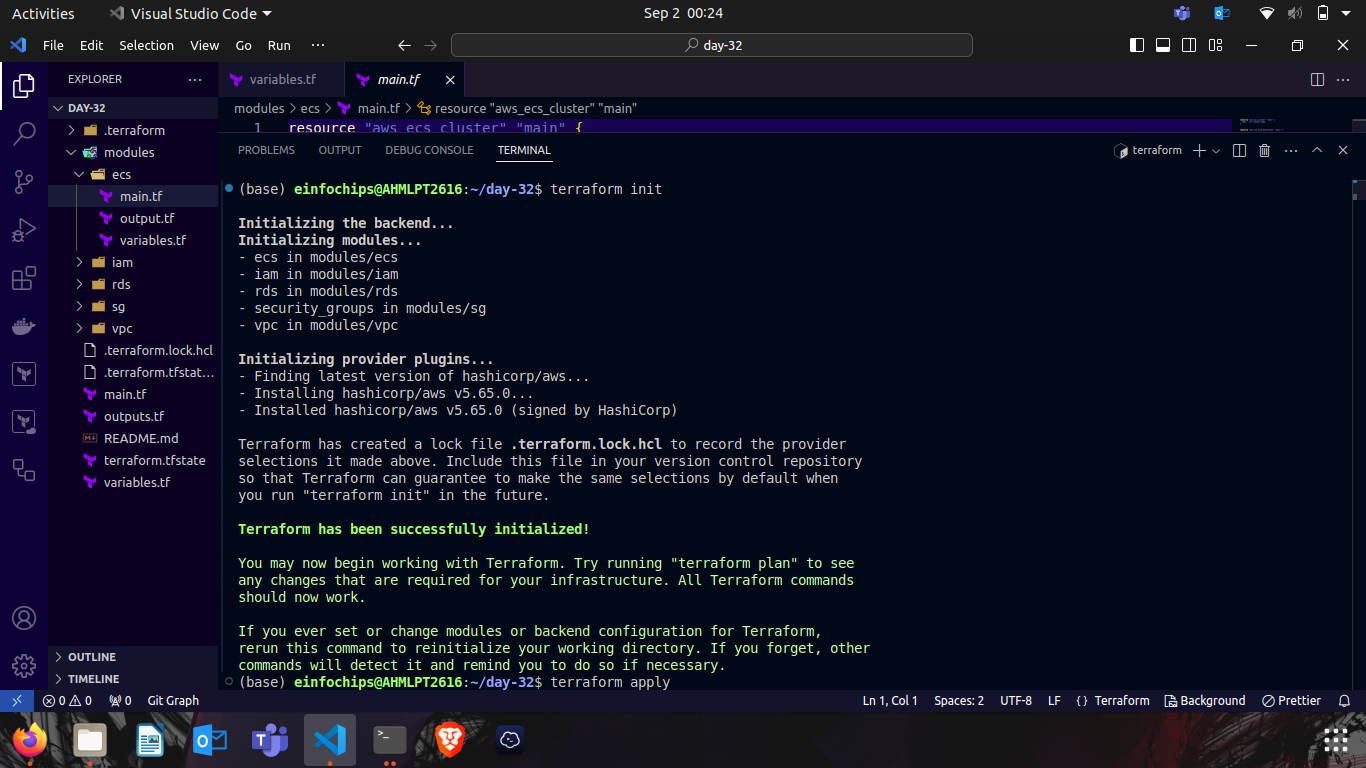 Activities
Visual Studio Code
Sep 2 00:24
File Edit Selection View Go Run ···
day-32
EXPLORER ···
DAY-32
.terraform
modules
ecs
main.tf
output.tf
variables.tf
iam
rds
sg
vpc
.terraform.lock.hcl
.terraform.tfstat...
main.tf
outputs.tf
README.md
terraform.tfstate
variables.tf
OUTLINE
TIMELINE
variables.tf
main.tf
modules > ecs > main.tf > resource "aws_ecs_cluster" "main"
1 resource "aws_ecs_cluster" "main" {
PROBLEMS OUTPUT DEBUG CONSOLE TERMINAL
terraform
(base) einfochips@AHMLPT2616:~/day-32$ terraform init
Initializing the backend...
Initializing modules...
- ecs in modules/ecs
- iam in modules/iam
- rds in modules/rds
- security_groups in modules/sg
- vpc in modules/vpc
Initializing provider plugins...
- Finding latest version of hashicorp/aws...
- Installing hashicorp/aws v5.65.0...
- Installed hashicorp/aws v5.65.0 (signed by HashiCorp)
Terraform has created a lock file .terraform.lock.hcl to record the provider
selections it made above. Include this file in your version control repository
so that Terraform can guarantee to make the same selections by default when
you run "terraform init" in the future.
Terraform has been successfully initialized!
You may now begin working with Terraform. Try running "terraform plan" to see
any changes that are required for your infrastructure. All Terraform commands
should now work.
If you ever set or change modules or backend configuration for Terraform,
rerun this command to reinitialize your working directory. If you forget, other
commands will detect it and remind you to do so if necessary.
(base) einfochips@AHMLPT2616:~/day-32$ terraform apply
0 0 0 Git Graph
Ln 1, Col 1 Spaces: 2 UTF-8 LF {} Terraform Background Prettier